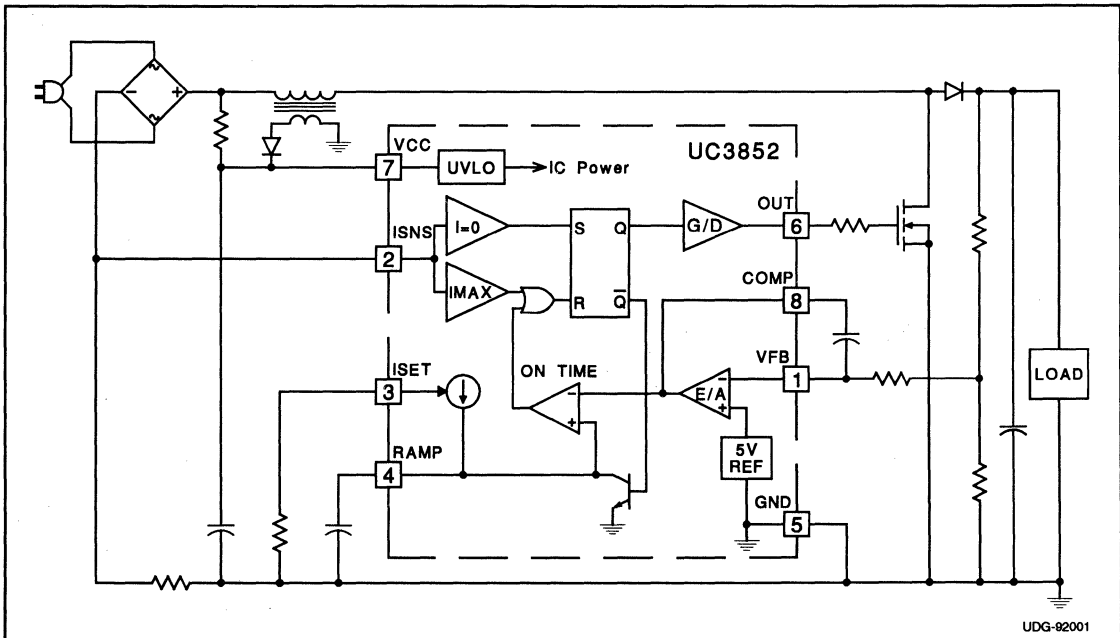 UC3852
VCC
7
UVLO
IC Power
ISNS
2
I=0
IMAX
S Q
R Q̅
G/D
OUT
6
COMP
8
VFB
1
ISET
3
ON TIME
E/A
- +
5V
REF
RAMP
4
GND
5
LOAD
UDG-92001